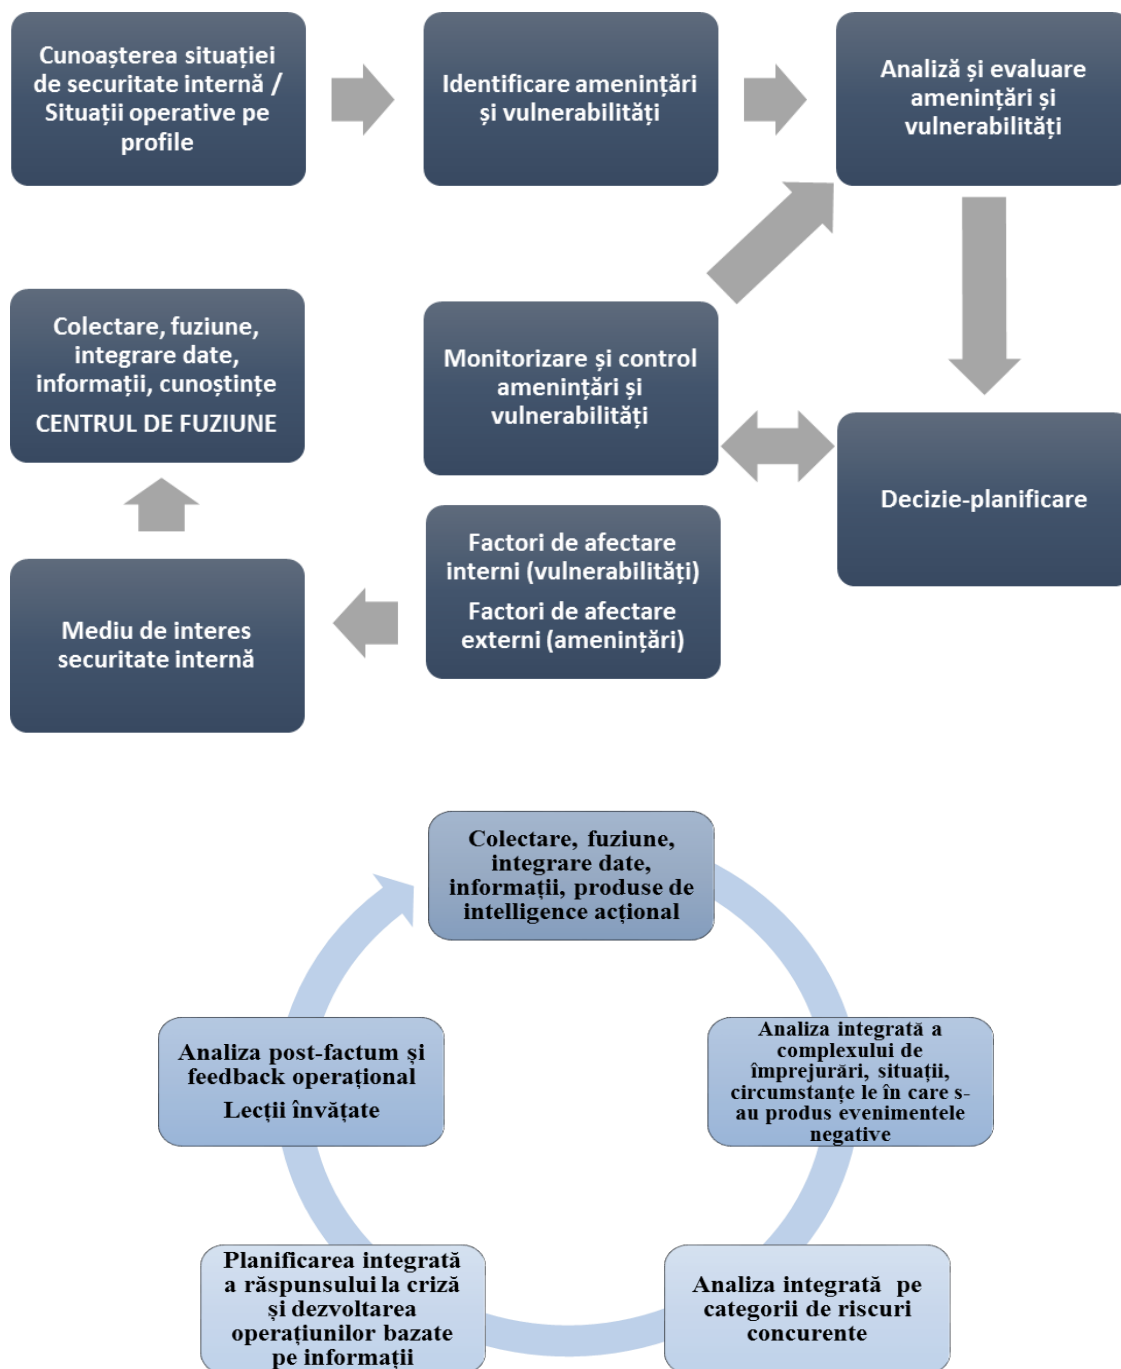 Cunoașterea situației
de securitate internă /
Situații operative pe
profile
Identificare amenințări
și vulnerabilități
Analiză și evaluare
amenințări și
vulnerabilități
Colectare, fuziune,
integrare date,
informații, cunoștințe
CENTRUL DE FUZIUNE
Monitorizare și control
amenințări și
vulnerabilități
Decizie-planificare
Mediu de interes
securitate internă
Factori de afectare
interni (vulnerabilități)
Factori de afectare
externi (amenințări)
Colectare, fuziune,
integrare date,
informații, produse de
intelligence acțional
Analiza integrată a
complexului de
împrejurări, situații,
circumstanțe le în care s-
au produs evenimentele
negative
Analiza integrată pe
categorii de riscuri
concurente
Planificarea integrată
a răspunsului la criză
și dezvoltarea
operațiunilor bazate
pe informații
Analiza post-factum și
feedback operațional
Lecții învățate